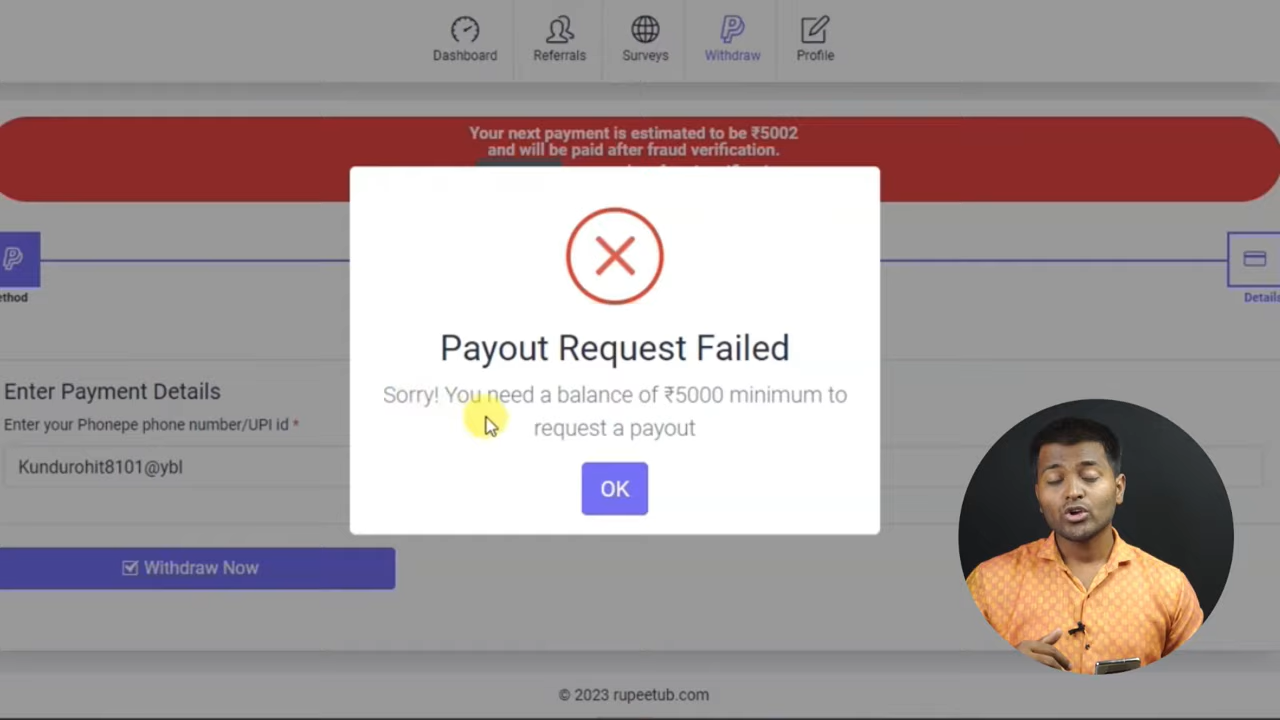 Dashboard
Referrals
Surveys
Withdraw
Profile
Your next payment is estimated to be ₹5002
and will be paid after fraud verification.
Payout Request Failed
Sorry! You need a balance of ₹5000 minimum to
request a payout
OK
ethod
Details
Enter Payment Details
Enter your Phonepe phone number/UPI id *
Kundurohit8101@ybl
Withdraw Now
© 2023 rupeetub.com